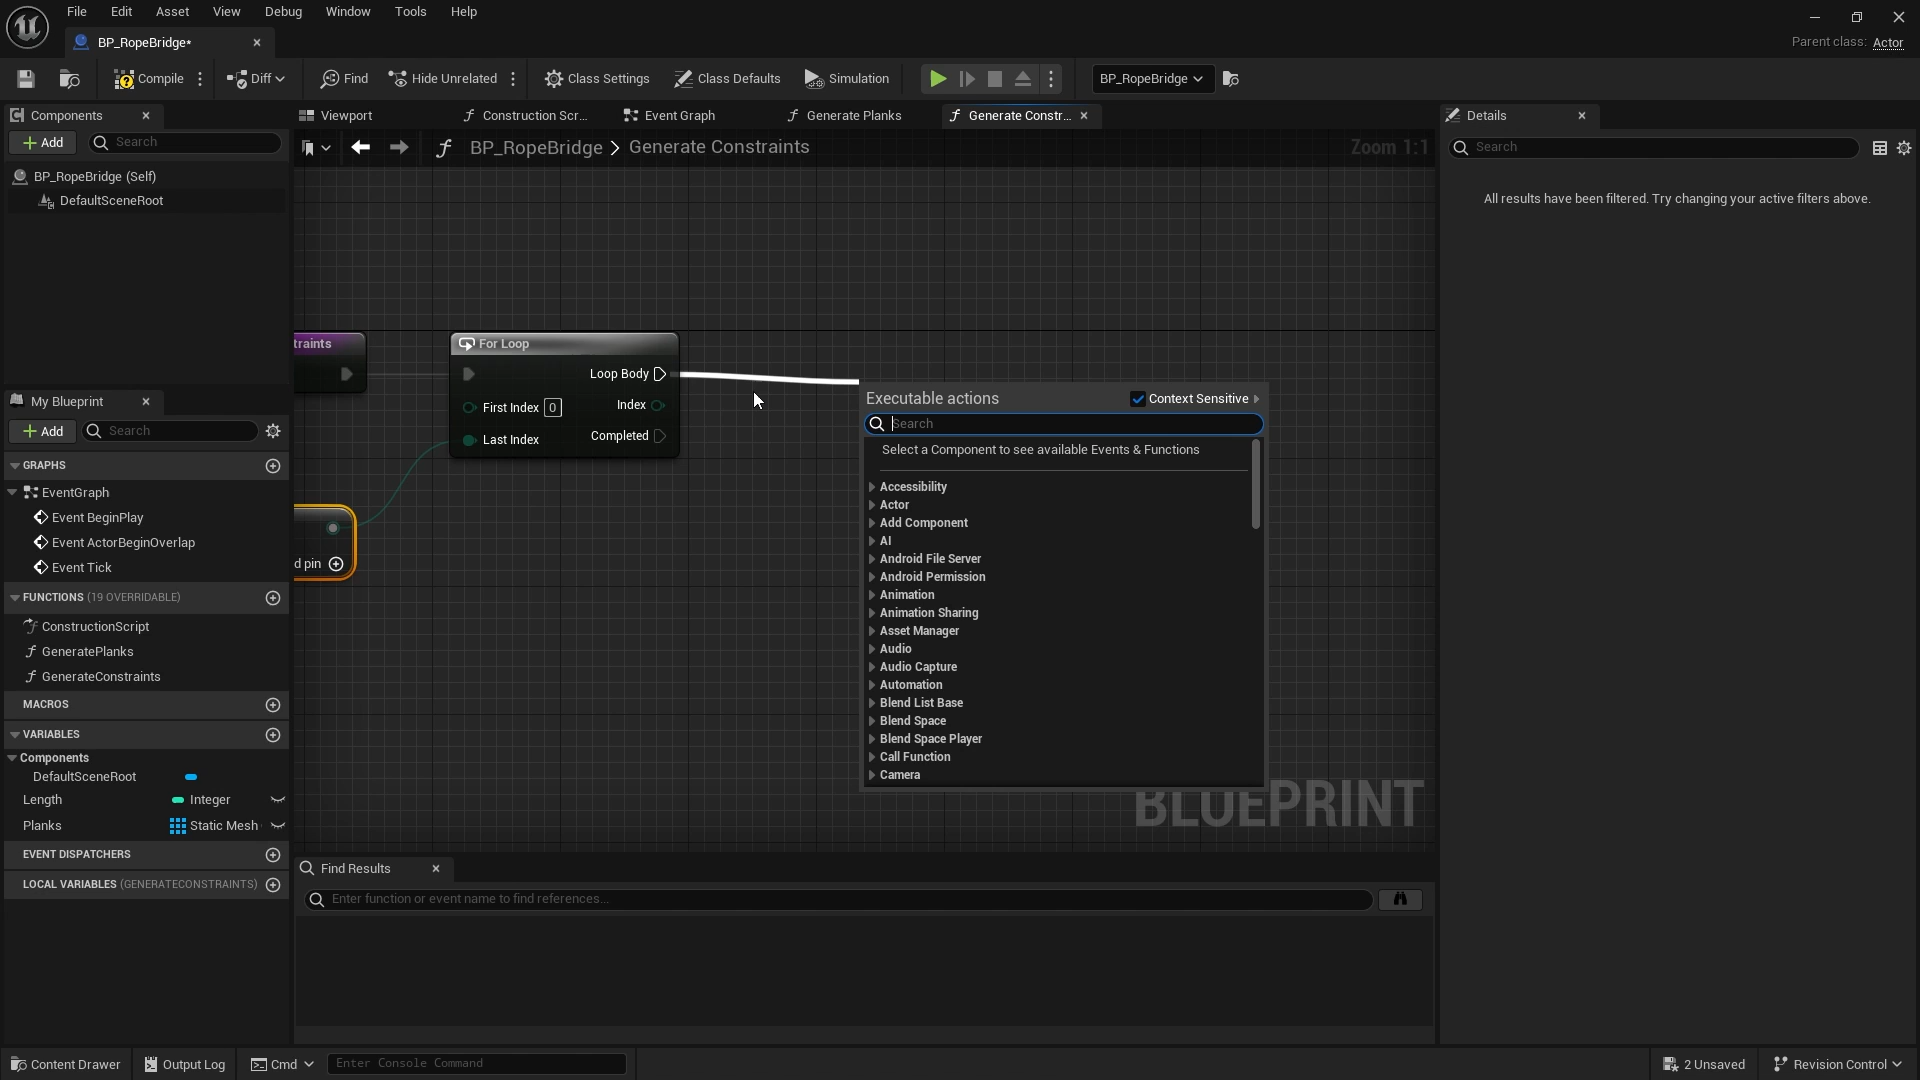 File Edit Asset View Debug Window Tools Help
BP_RopeBridge*
Parent class: Actor
Compile Diff Find Hide Unrelated Class Settings Class Defaults Simulation BP_RopeBridge
Components
Add Search
BP_RopeBridge (Self)
DefaultSceneRoot
Viewport Construction Scr... Event Graph Generate Planks Generate Constr...
BP_RopeBridge > Generate Constraints
Zoom 1:1
Details
Search
All results have been filtered. Try changing your active filters above.
traints
For Loop
Loop Body
First Index 0 Index
Last Index Completed
d pin
Executable actions Context Sensitive
Search
Select a Component to see available Events & Functions
Accessibility
Actor
Add Component
AI
Android File Server
Android Permission
Animation
Animation Sharing
Asset Manager
Audio
Audio Capture
Automation
Blend List Base
Blend Space
Blend Space Player
Call Function
Camera
BLUEPRINT
My Blueprint
Add Search
GRAPHS
EventGraph
Event BeginPlay
Event ActorBeginOverlap
Event Tick
FUNCTIONS (19 OVERRIDABLE)
ConstructionScript
GeneratePlanks
GenerateConstraints
MACROS
VARIABLES
Components
DefaultSceneRoot
Length Integer
Planks Static Mesh
EVENT DISPATCHERS
LOCAL VARIABLES (GENERATECONSTRAINTS)
Find Results
Enter function or event name to find references...
Content Drawer Output Log Cmd Enter Console Command 2 Unsaved Revision Control